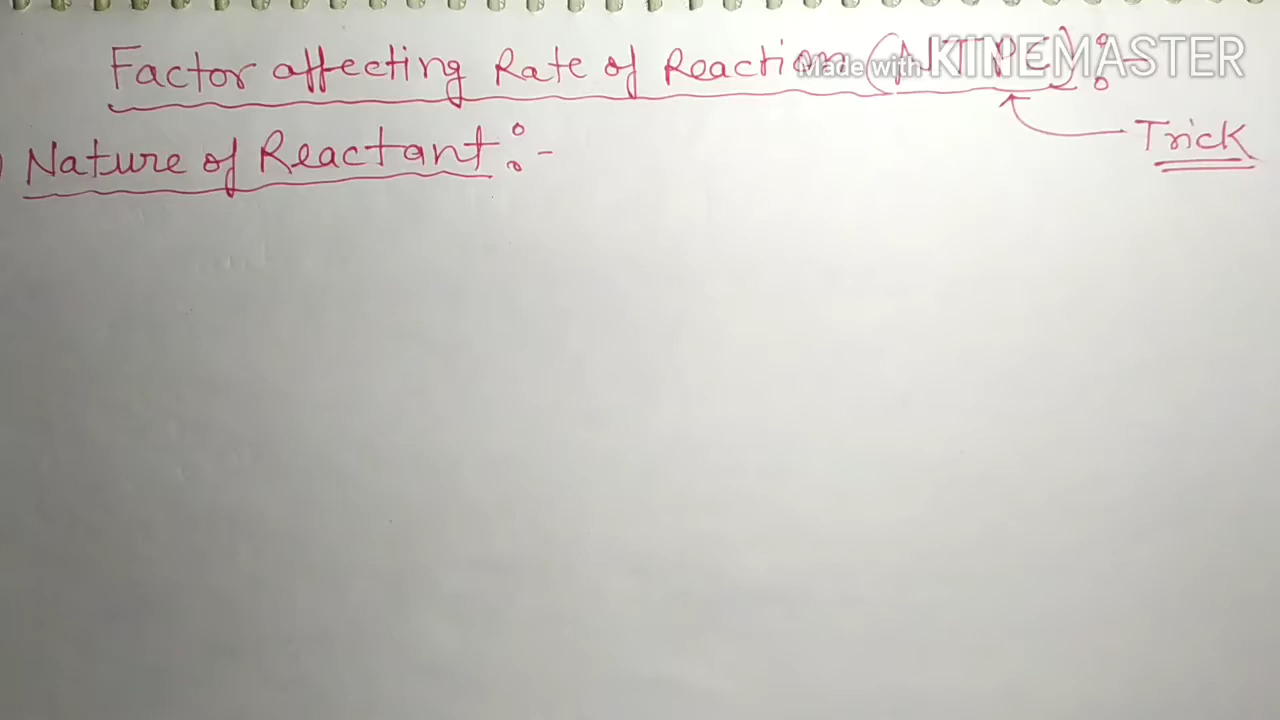 Factor affecting Rate of Reaction :-
Trick
Nature of Reactant :-
Made with KINEMASTER